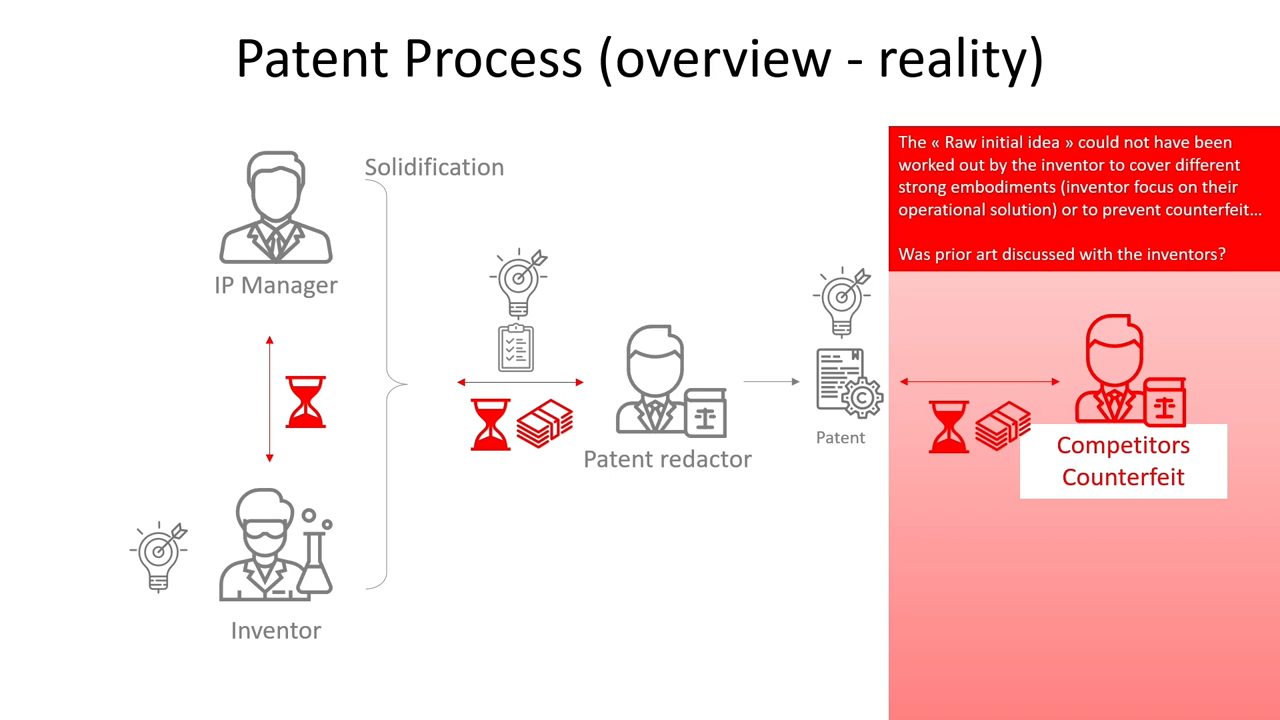 Patent Process (overview - reality)
The « Raw initial idea » could not have been
worked out by the inventor to cover different
strong embodiments (inventor focus on their
operational solution) or to prevent counterfeit…
Was prior art discussed with the inventors?
Solidification
IP Manager
Patent redactor
Patent
Competitors
Counterfeit
Inventor